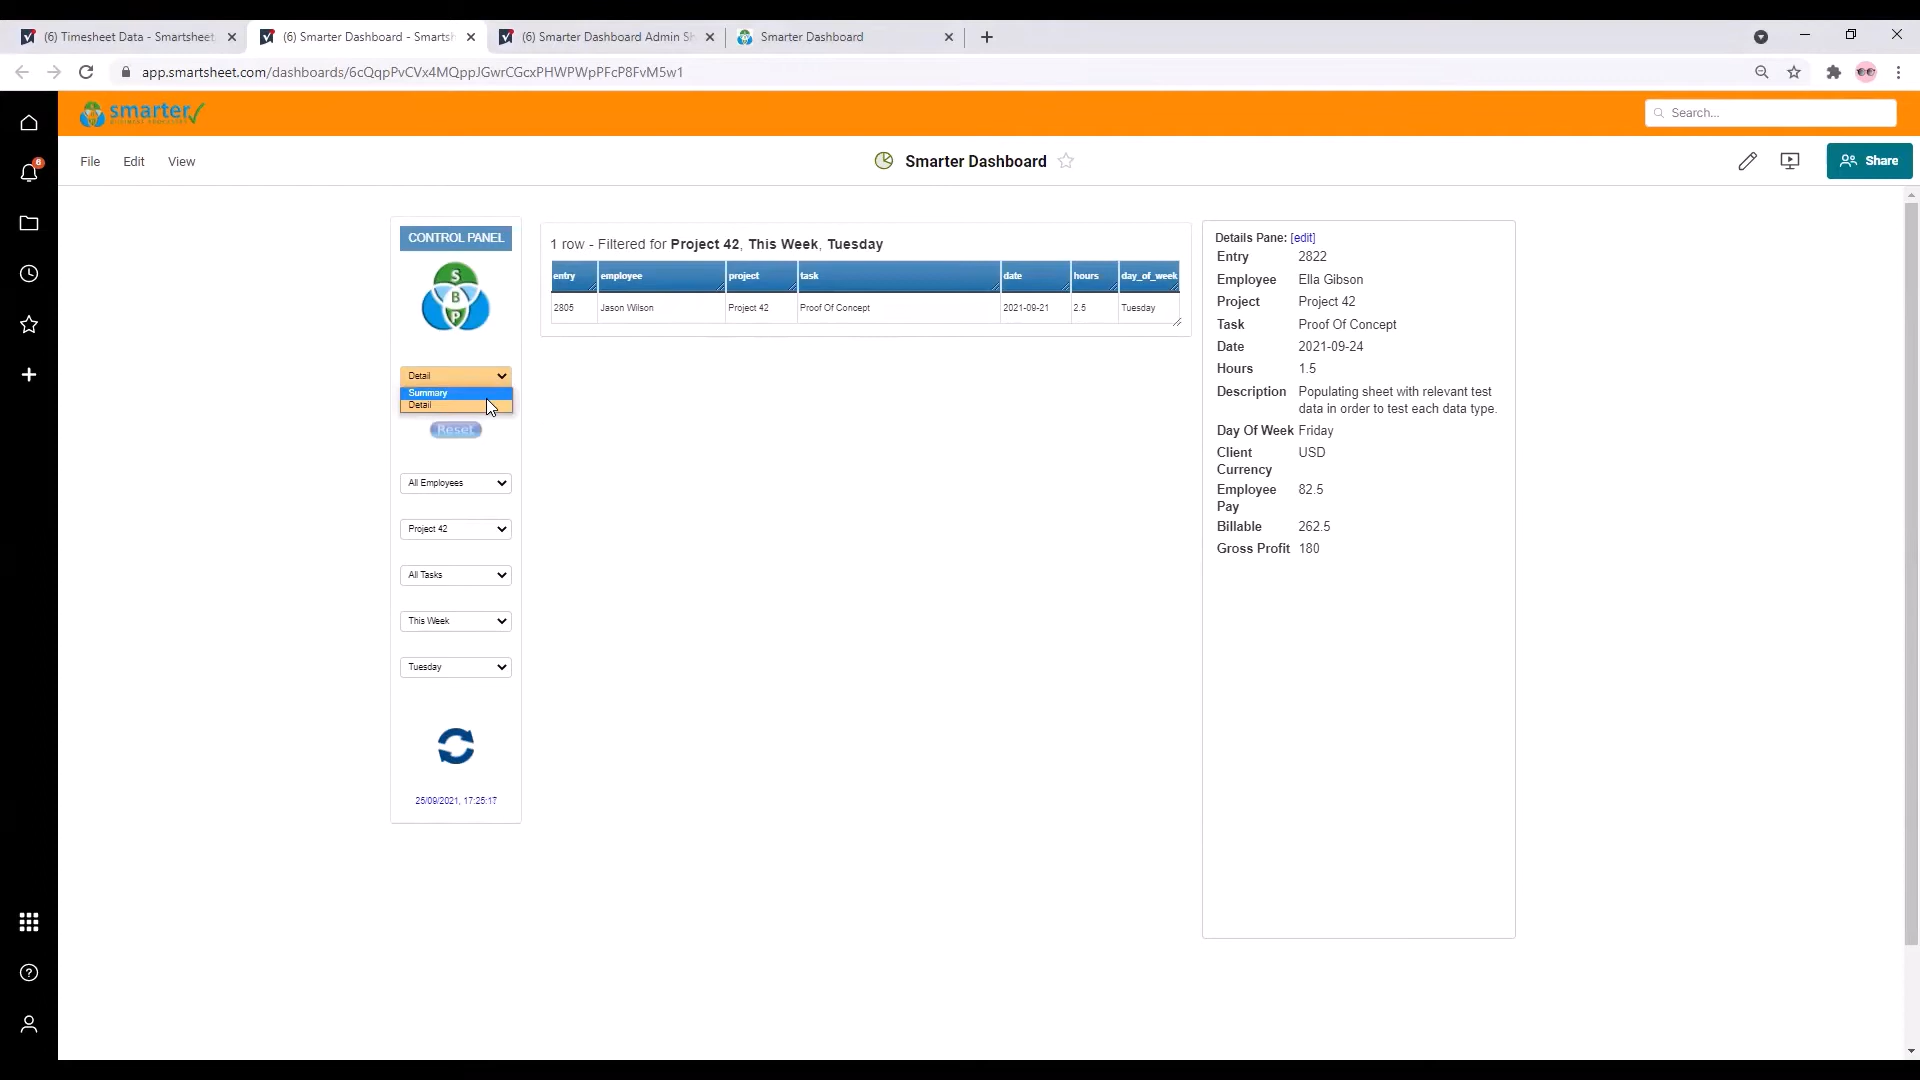 (6) Timesheet Data - Smartsheet
(6) Smarter Dashboard - Smartsh
(6) Smarter Dashboard Admin Sh
Smarter Dashboard
app.smartsheet.com/dashboards/6cQqpPvCVx4MQppJGwrCGcxPHWPWpPFcP8FvM5w1
smarter
Search...
6
File Edit View
Smarter Dashboard
Share
CONTROL PANEL
S
B
P
Detail
Summary
Detail
Reset
All Employees
Project 42
All Tasks
This Week
Tuesday
25/09/2021, 17:25:17
1 row - Filtered for Project 42, This Week, Tuesday
entry employee project task date hours day_of_week
2805 Jason Wilson Project 42 Proof Of Concept 2021-09-21 2.5 Tuesday
Details Pane: [edit]
Entry 2822
Employee Ella Gibson
Project Project 42
Task Proof Of Concept
Date 2021-09-24
Hours 1.5
Description Populating sheet with relevant test
data in order to test each data type.
Day Of Week Friday
Client USD
Currency
Employee 82.5
Pay
Billable 262.5
Gross Profit 180